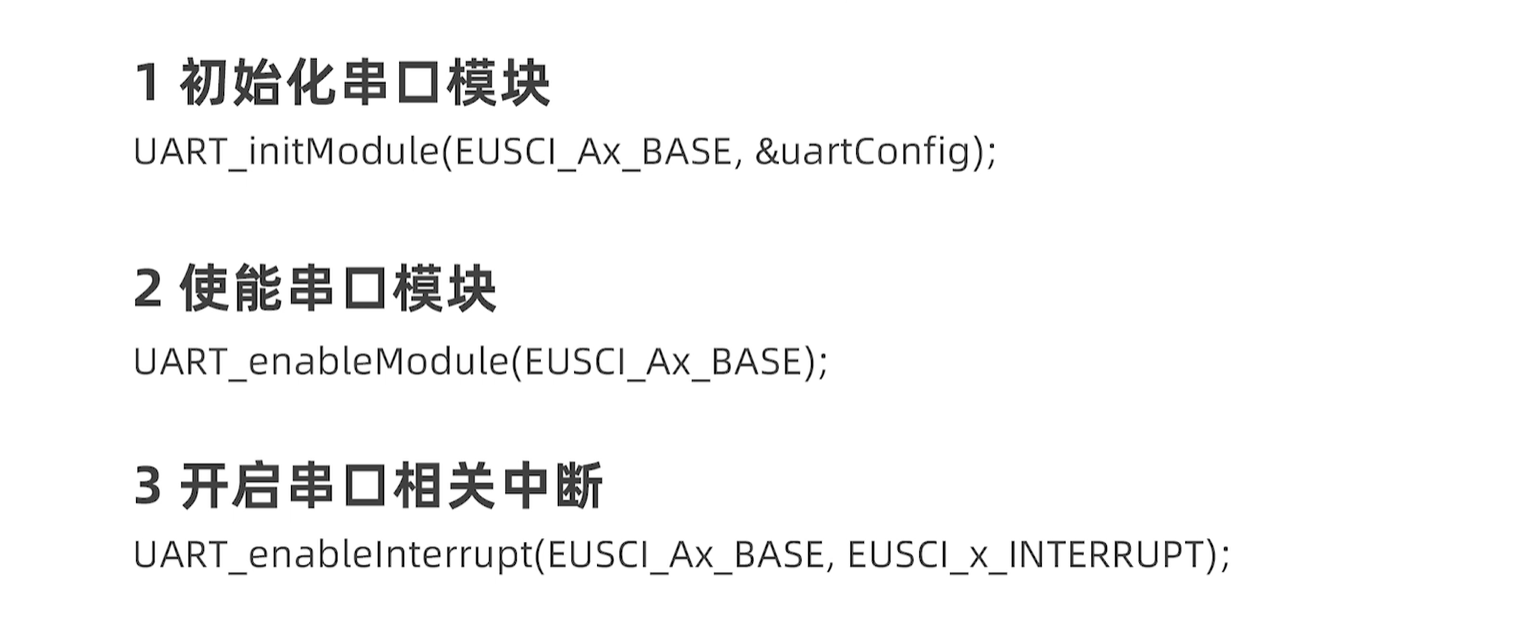 1 初始化串口模块
UART_initModule(EUSCI_Ax_BASE, &uartConfig);
2 使能串口模块
UART_enableModule(EUSCI_Ax_BASE);
3 开启串口相关中断
UART_enableInterrupt(EUSCI_Ax_BASE, EUSCI_x_INTERRUPT);